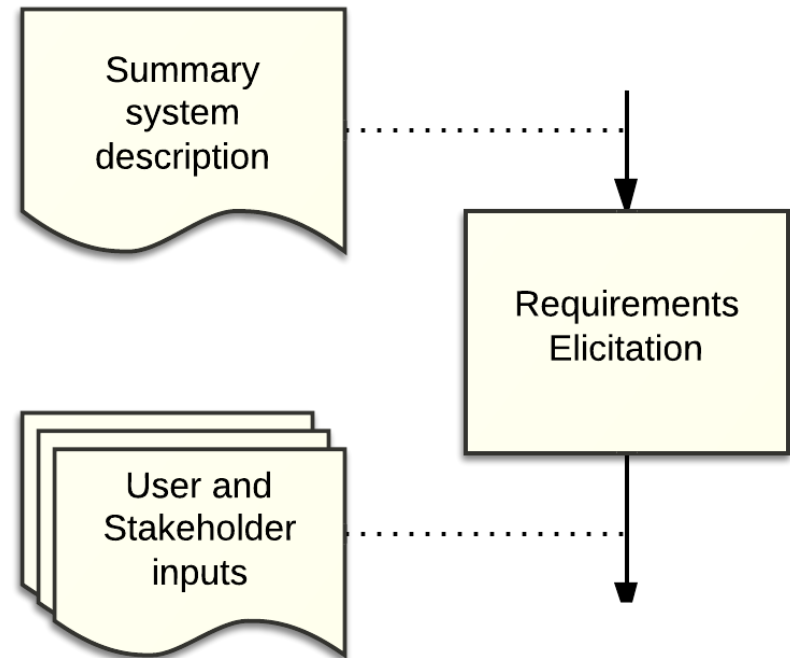 Summary
system
description
Requirements
Elicitation
User and
Stakeholder
inputs